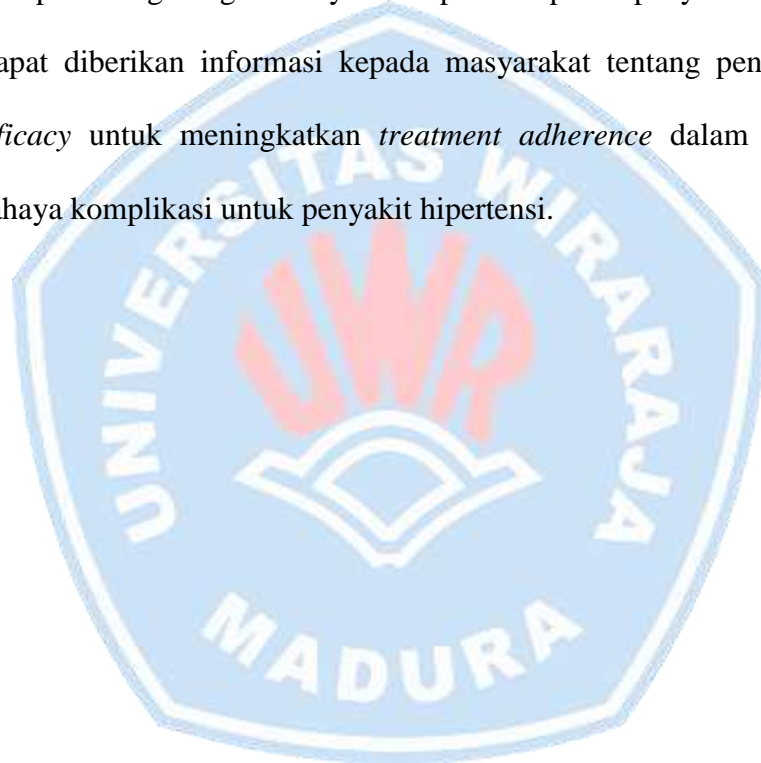 apat diberikan informasi kepada masyarakat tentang pen
ficacy untuk meningkatkan treatment adherence dalam
ahaya komplikasi untuk penyakit hipertensi.
UNIVERSITAS WIRARAJA
UWR
MADURA